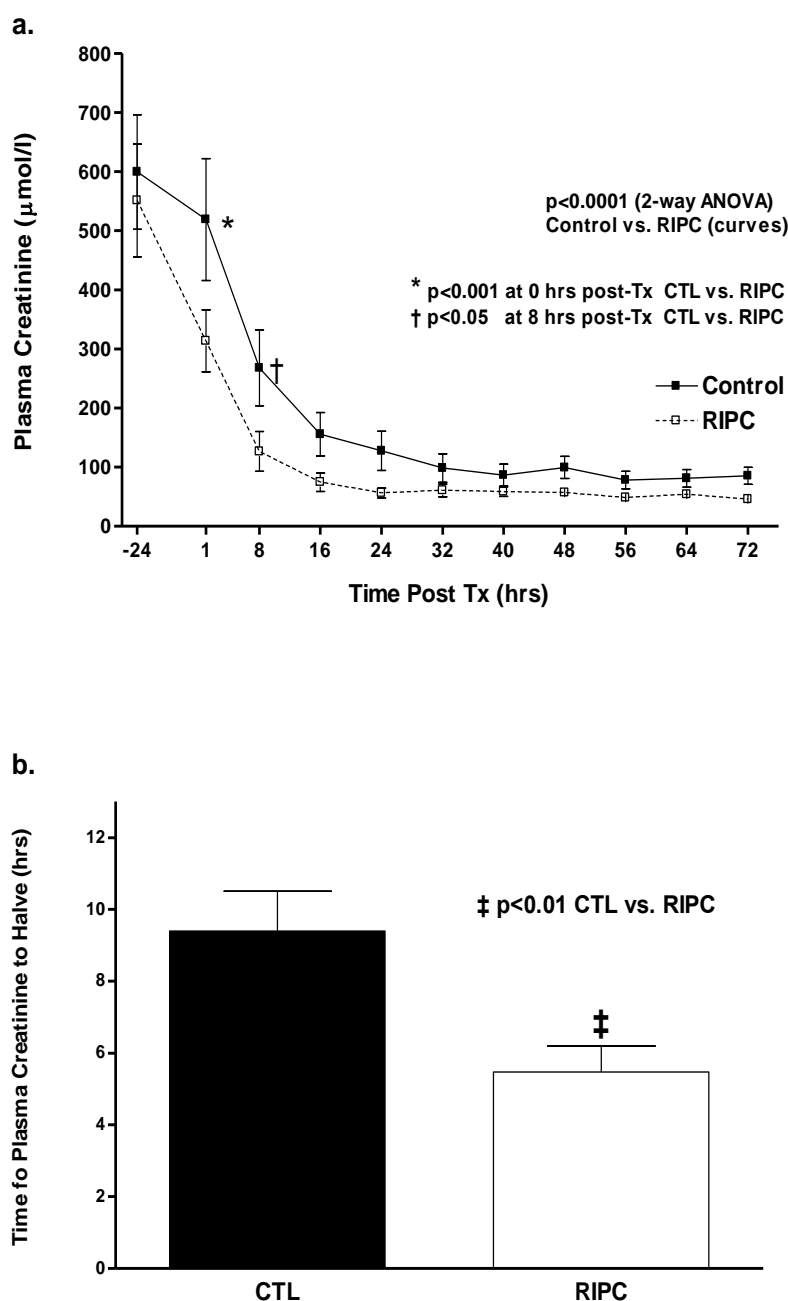 a.
800
700
600
500
400
300
200
100
0
Plasma Creatinine (μmol/l)
p<0.0001 (2-way ANOVA)
Control vs. RIPC (curves)
*
* p<0.001 at 0 hrs post-Tx CTL vs. RIPC
† p<0.05 at 8 hrs post-Tx CTL vs. RIPC
†
Control
RIPC
-24 1 8 16 24 32 40 48 56 64 72
Time Post Tx (hrs)
b.
Time fo Plasma Creatinine to Halve (hrs)
12
10
8
6
4
2
0
‡ p<0.01 CTL vs. RIPC
‡
CTL RIPC